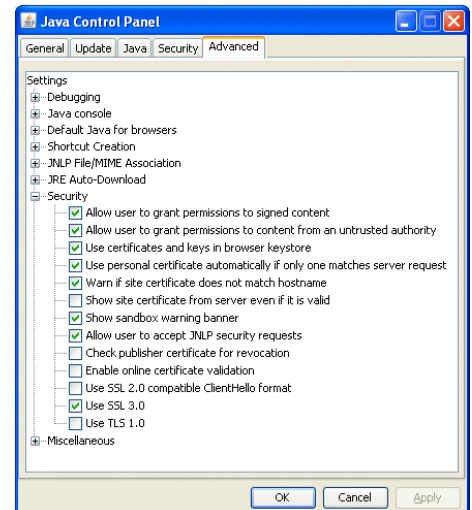 Java Control Panel
General Update Java Security Advanced
Settings
Debugging
Java console
Default Java for browsers
Shortcut Creation
JNLP File/MIME Association
JRE Auto-Download
Security
Allow user to grant permissions to signed content
Allow user to grant permissions to content from an untrusted authority
Use certificates and keys in browser keystore
Use personal certificate automatically if only one matches server request
Warn if site certificate does not match hostname
Show site certificate from server even if it is valid
Show sandbox warning banner
Allow user to accept JNLP security requests
Check publisher certificate for revocation
Enable online certificate validation
Use SSL 2.0 compatible ClientHello format
Use SSL 3.0
Use TLS 1.0
Miscellaneous
OK Cancel Apply